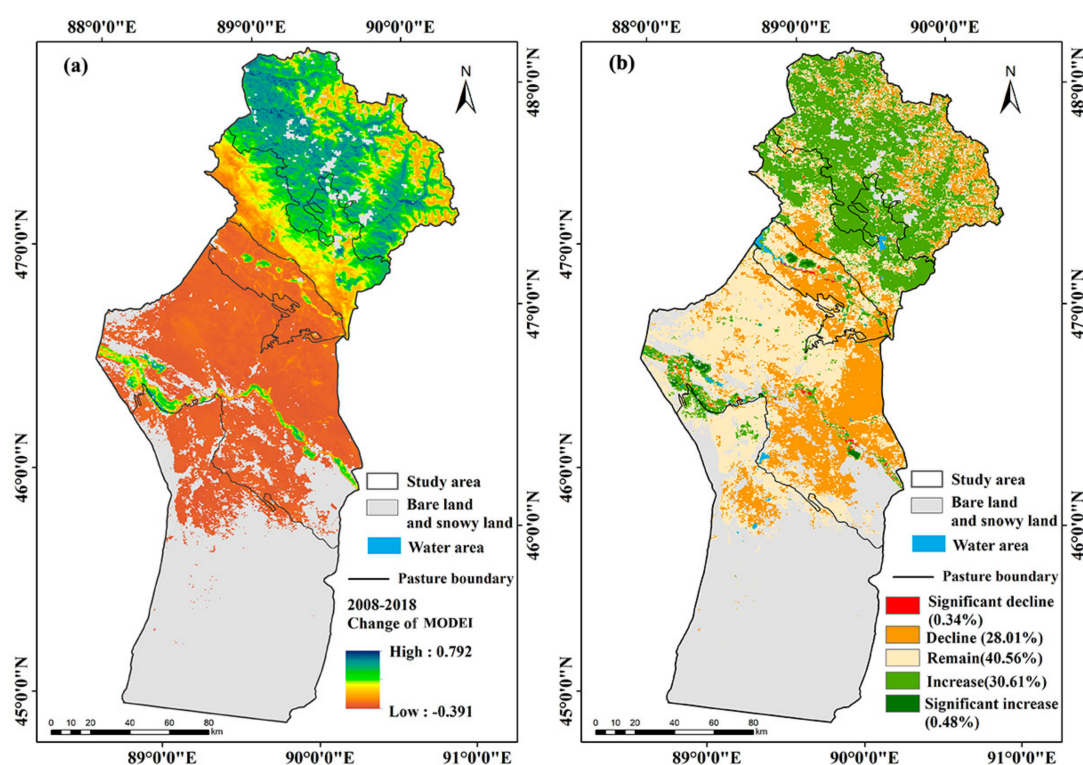 88°0'0"E 89°0'0"E 90°0'0"E
(a)
N
48°0'0"N
47°0'0"N
47°0'0"N
46°0'0"N
46°0'0"N
45°0'0"N
Study area
Bare land
and snowy land
Water area
Pasture boundary
2008-2018
Change of MODEI
High : 0.792
Low : -0.391
0 10 20 40 60 80
km
89°0'0"E 90°0'0"E 91°0'0"E
88°0'0"E 89°0'0"E 90°0'0"E
(b)
N
48°0'0"N
47°0'0"N
47°0'0"N
46°0'0"N
46°0'0"N
45°0'0"N
Study area
Bare land
and snowy land
Water area
Pasture boundary
Significant decline
(0.34%)
Decline (28.01%)
Remain(40.56%)
Increase(30.61%)
Significant increase
(0.48%)
0 10 20 40 60 80
km
89°0'0"E 90°0'0"E 91°0'0"E